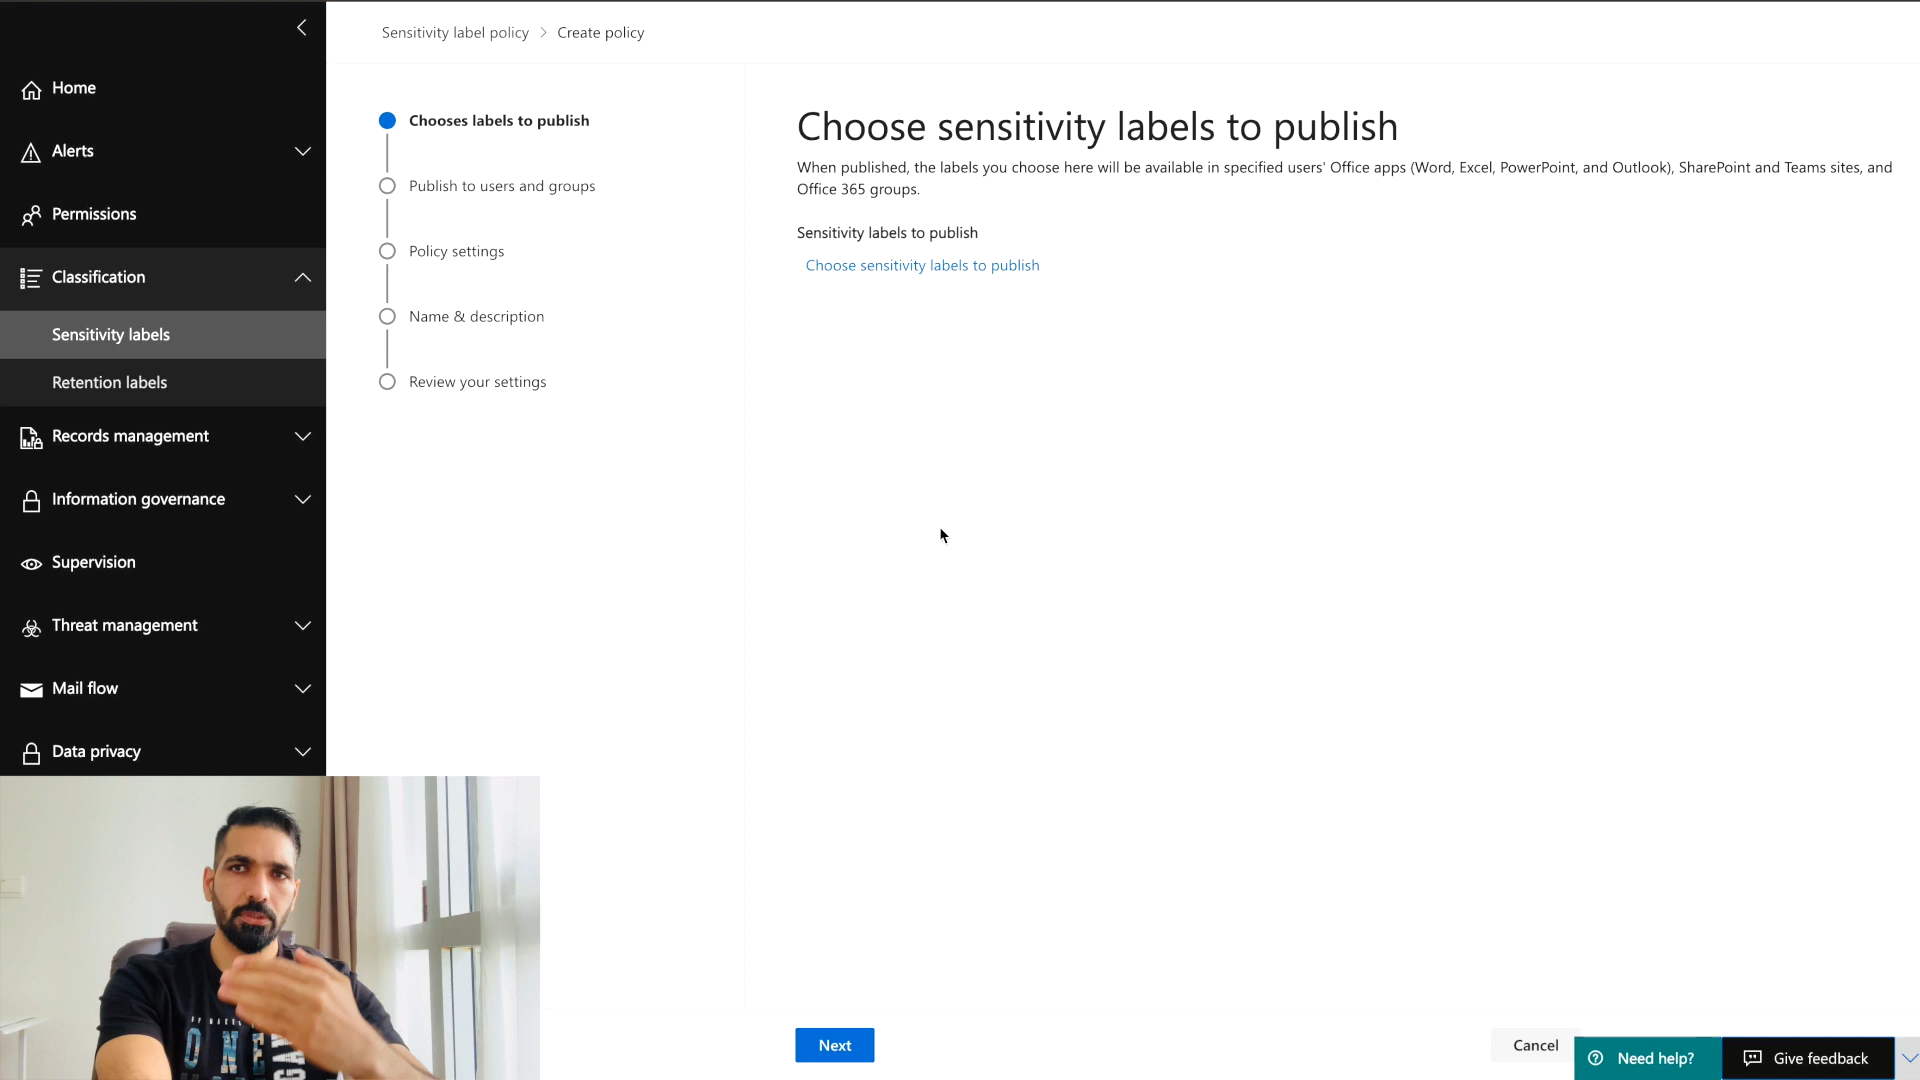 Sensitivity label policy > Create policy
Home
Alerts
Permissions
Classification
Sensitivity labels
Retention labels
Records management
Information governance
Supervision
Threat management
Mail flow
Data privacy
Chooses labels to publish
Publish to users and groups
Policy settings
Name & description
Review your settings
Choose sensitivity labels to publish
When published, the labels you choose here will be available in specified users' Office apps (Word, Excel, PowerPoint, and Outlook), SharePoint and Teams sites, and
Office 365 groups.
Sensitivity labels to publish
Choose sensitivity labels to publish
Next
Cancel
Need help?
Give feedback
ONE